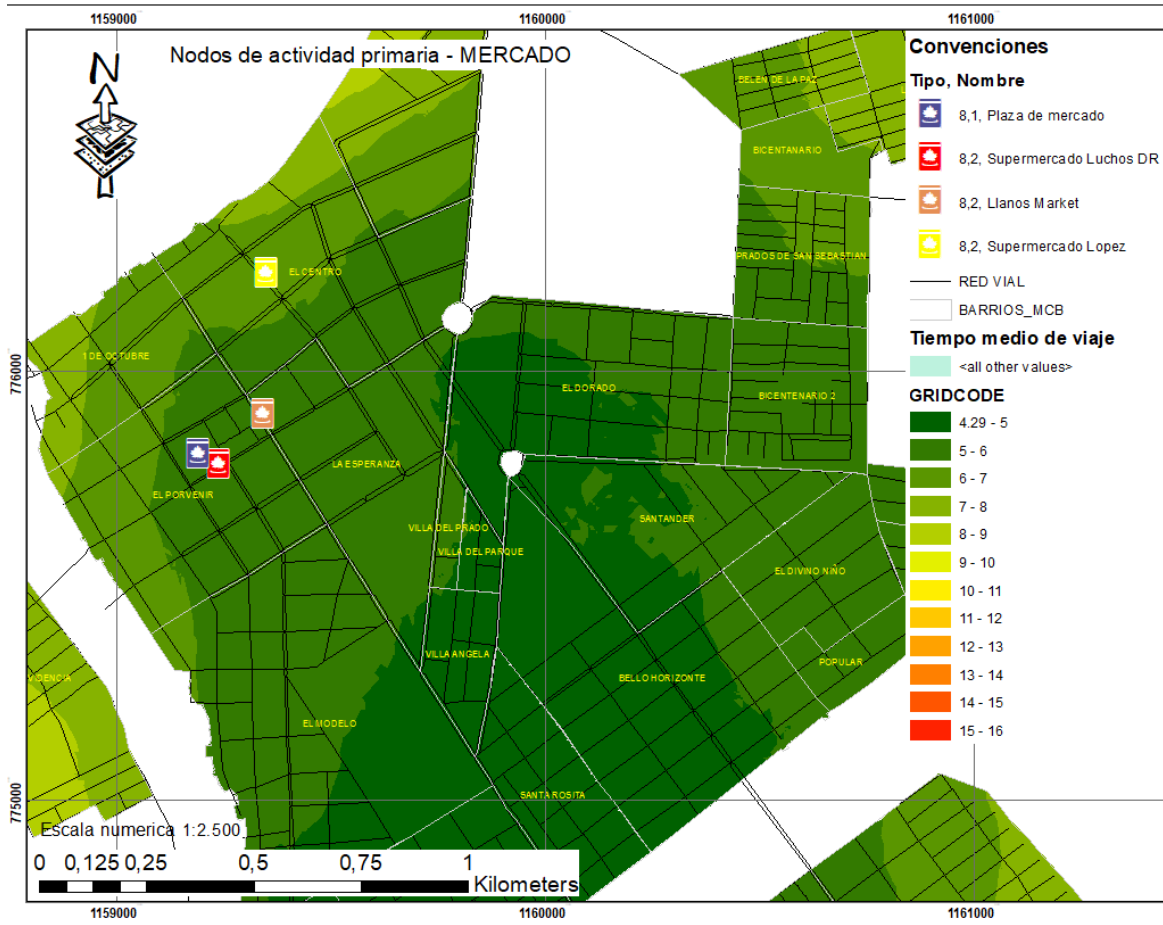 1159000
1160000
1161000
Nodos de actividad primaria - MERCADO
N
Convenciones
Tipo, Nombre
8,1, Plaza de mercado
8,2, Supermercado Luchos DR
8,2, Llanos Market
8,2, Supermercado Lopez
RED VIAL
BARRIOS_MCB
Tiempo medio de viaje
<all other values>
GRIDCODE
4.29 - 5
5 - 6
6 - 7
7 - 8
8 - 9
9 - 10
10 - 11
11 - 12
12 - 13
13 - 14
14 - 15
15 - 16
BELEN DE LA PAZ
L
BICENTANARIO
PRADOS DE SAN SEBASTIAN
EL CENTRO
1 DE OCTUBRE
EL DORADO
BICENTENARIO 2
LA ESPERANZA
EL PORVENIR
VILLA DEL PRADO
SANTANDER
VILLA DEL PARQUE
EL DIVINO NIÑO
VILLA ANGELA
POPULAR
BELLO HORIZONTE
VIDENCIA
EL MODELO
SANTA ROSITA
776000
775000
Escala numerica 1:2.500
0 0,125 0,25 0,5 0,75 1
Kilometers
1159000
1160000
1161000